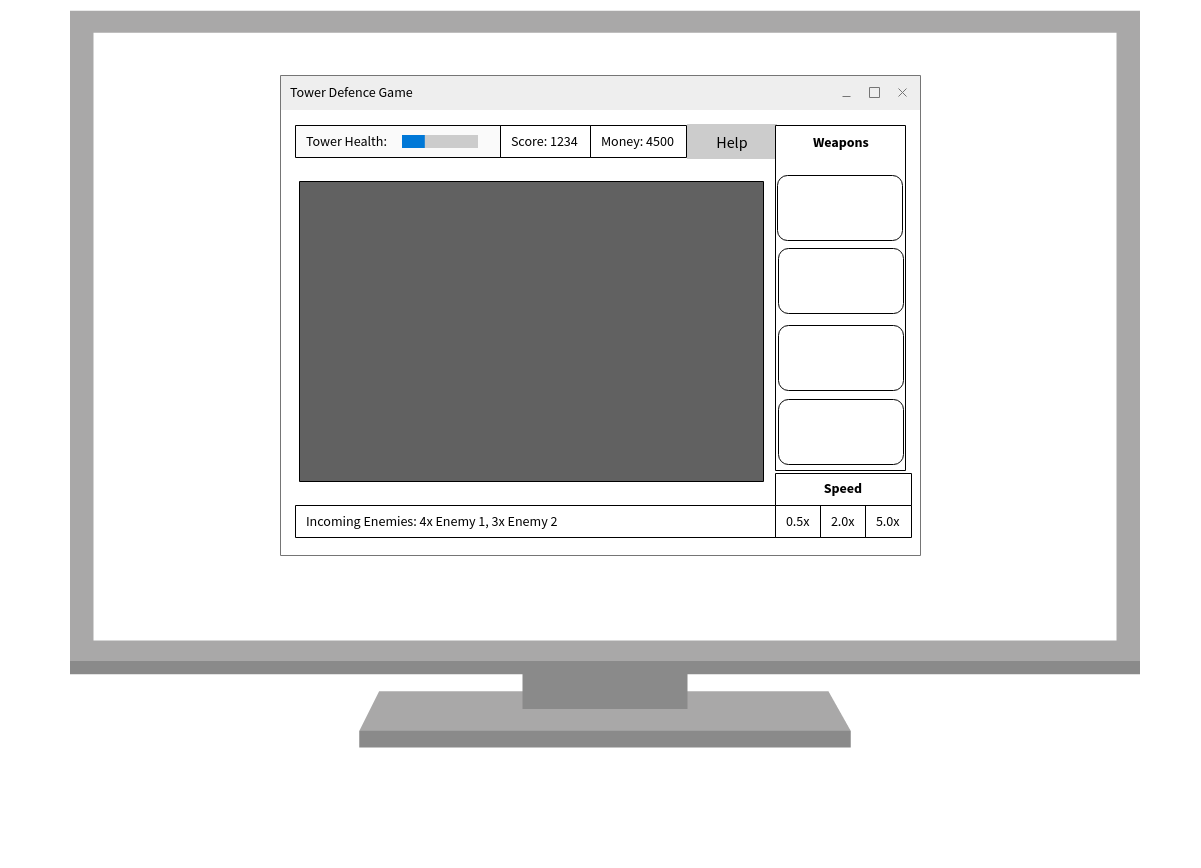 Tower Defence Game
Tower Health:
Score: 1234
Money: 4500
Help
Weapons
Speed
Incoming Enemies: 4x Enemy 1, 3x Enemy 2
0.5x
2.0x
5.0x